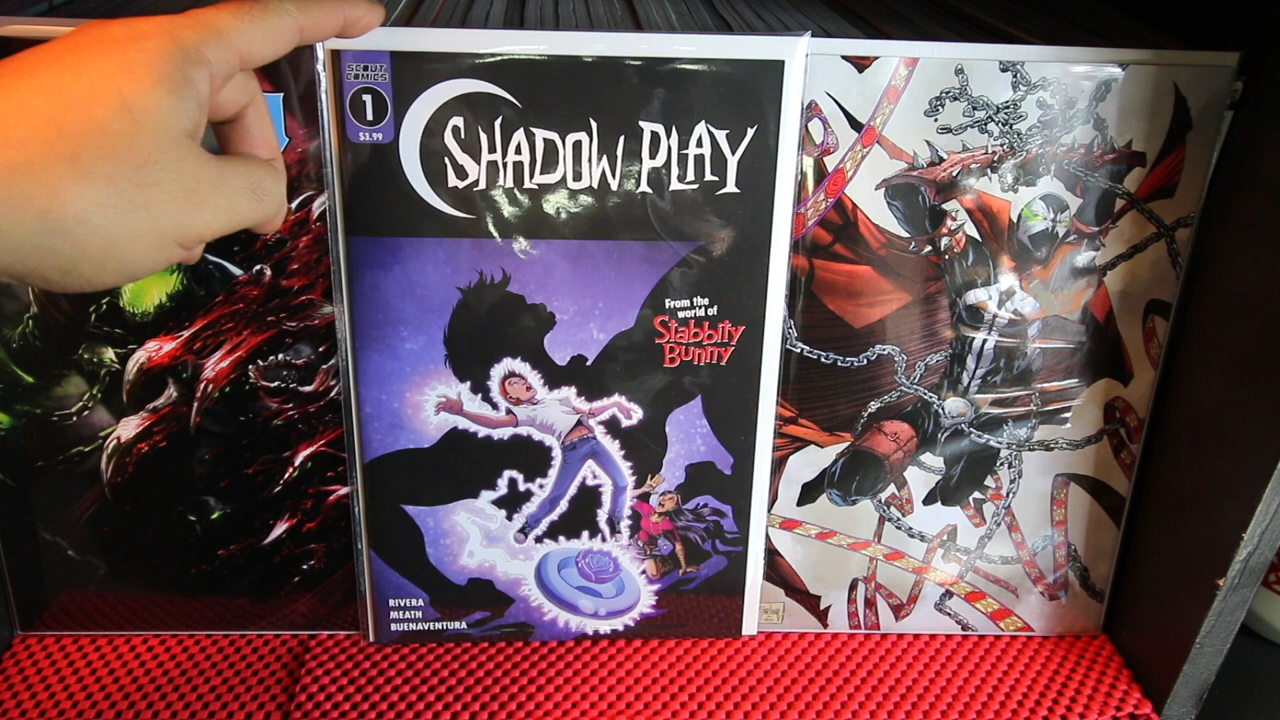 SCOUT
COMICS
1
$3.99
SHADOW PLAY
From the
world of
Stabbity
Bunny
RIVERA
MEATH
BUENAVENTURA